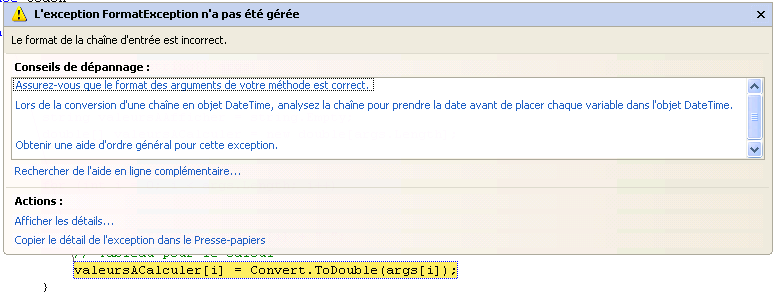 L'exception FormatException n'a pas été gérée
Le format de la chaîne d'entrée est incorrect.
Conseils de dépannage :
Assurez-vous que le format des arguments de votre méthode est correct.
Lors de la conversion d'une chaîne en objet DateTime, analysez la chaîne pour prendre la date avant de placer chaque variable dans l'objet DateTime.
Obtenir une aide d'ordre général pour cette exception.
Rechercher de l'aide en ligne complémentaire...
Actions :
Afficher les détails...
Copier le détail de l'exception dans le Presse-papiers
// Tableau pour le calcul
valeursACalculer[i] = Convert.ToDouble(args[i]);
}